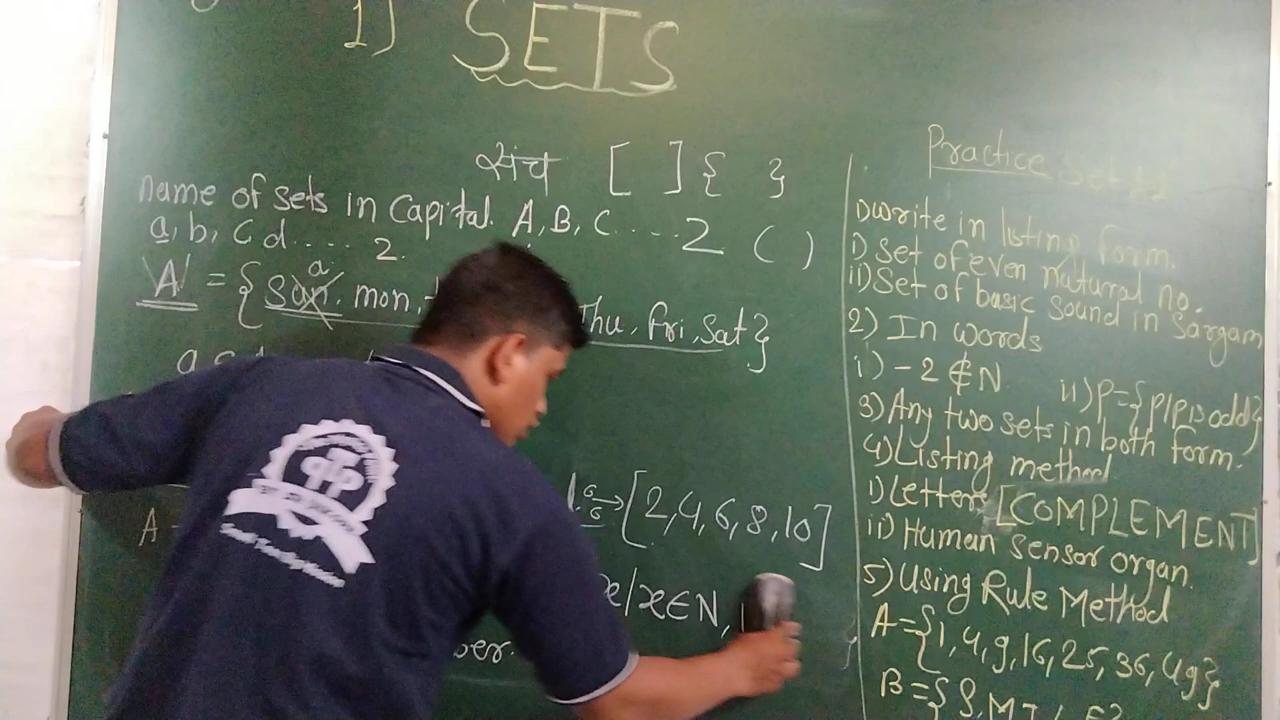 1) SETS
संच [ ] { }
name of sets in Capital. A, B, C .... Z ( )
a, b, c d ..... z.
A = { sun. mon, Thu, Fri, Sat }
a
[2, 4, 6, 8, 10]
x/x∈N,
A
Practice Set
1) write in listing form.
i) set of even natural no.
ii) Set of basic sound in sargam
2) In words
i) -2 ∉ N ii) P={P/P is odd}
3) Any two sets in both form.
4) Listing method
i) Letters [COMPLEMENT]
ii) Human sensor organ.
5) Using Rule Method
A={1, 4, 9, 16, 25, 36, 49}
B={ S, M, T